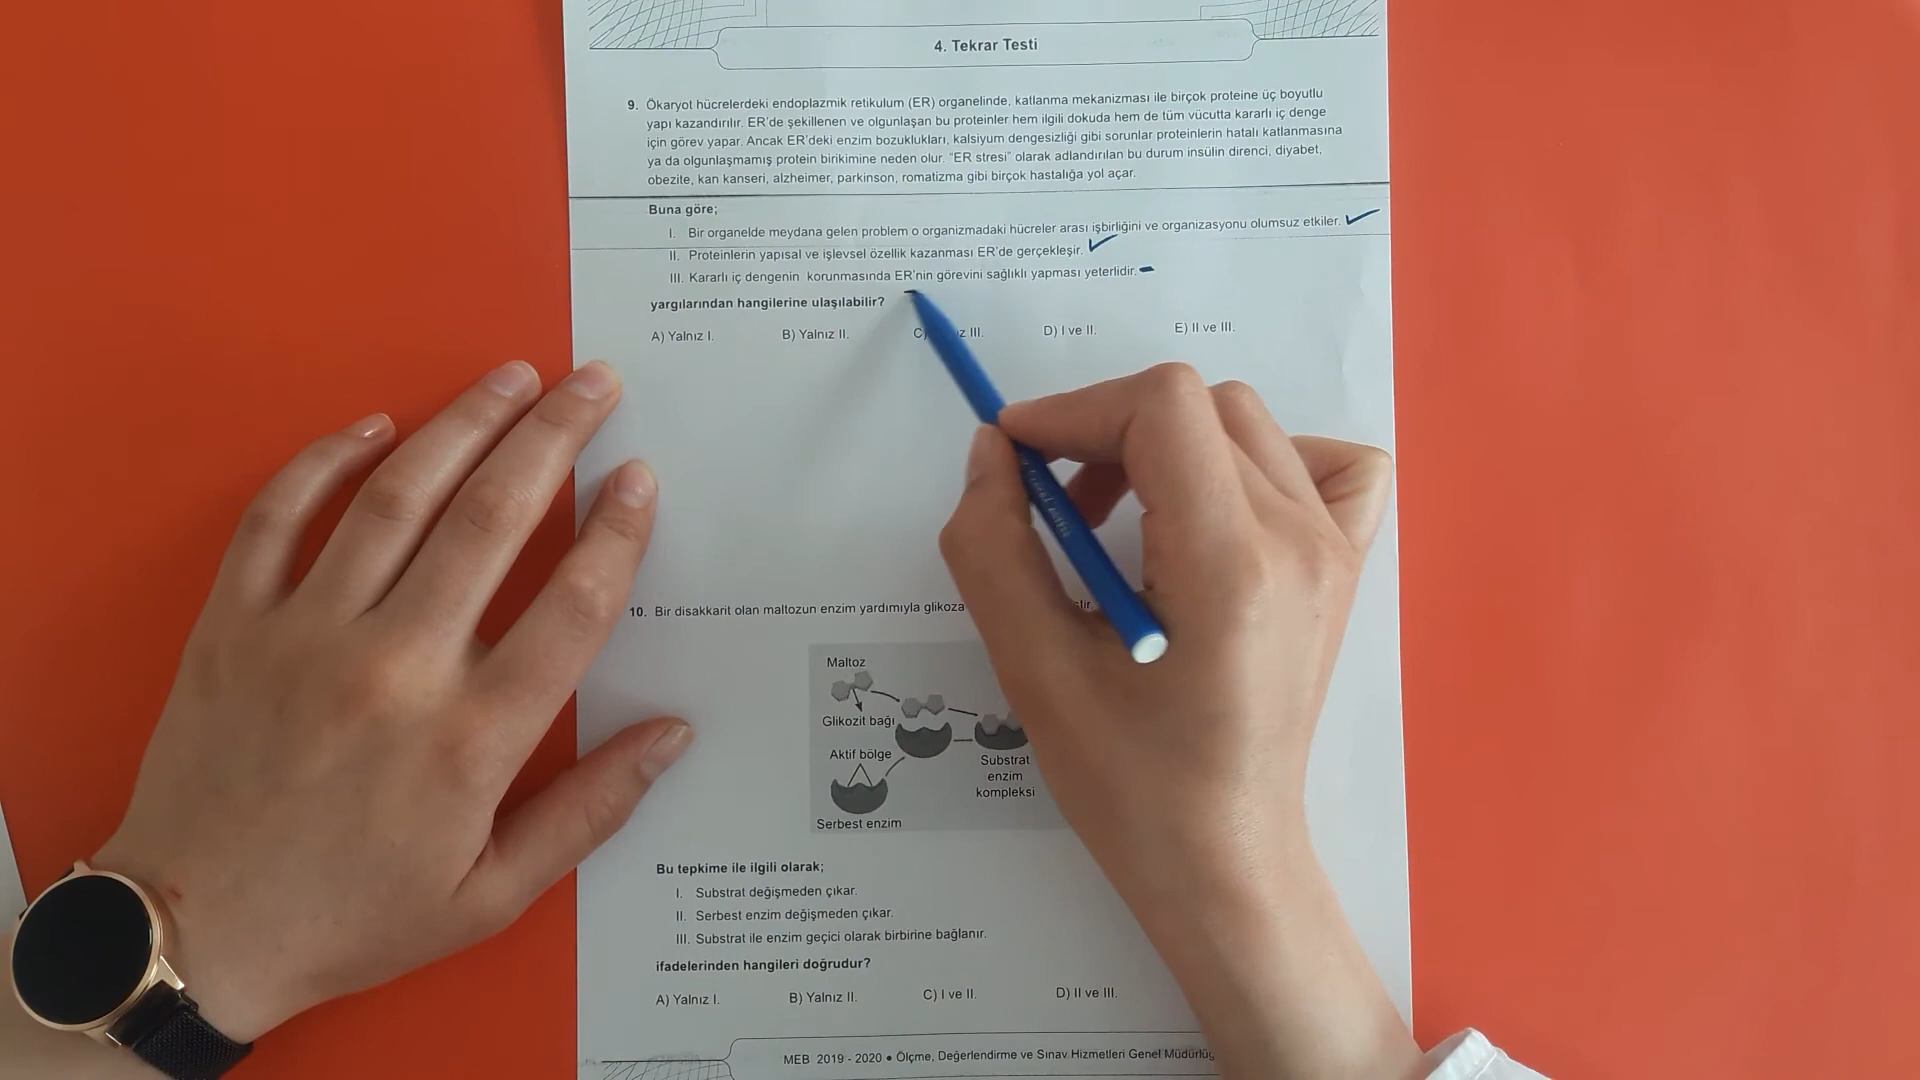 4. Tekrar Testi
9. Ökaryot hücrelerdeki endoplazmik retikulum (ER) organelinde, katlanma mekanizması ile birçok proteine üç boyutlu
yapı kazandırılır. ER'de şekillenen ve olgunlaşan bu proteinler hem ilgili dokuda hem de tüm vücutta kararlı iç denge
için görev yapar. Ancak ER'deki enzim bozuklukları, kalsiyum dengesizliği gibi sorunlar proteinlerin hatalı katlanmasına
ya da olgunlaşmamış protein birikimine neden olur. "ER stresi" olarak adlandırılan bu durum insülin direnci, diyabet,
obezite, kan kanseri, alzheimer, parkinson, romatizma gibi birçok hastalığa yol açar.
Buna göre;
I. Bir organelde meydana gelen problem o organizmadaki hücreler arası işbirliğini ve organizasyonu olumsuz etkiler.
II. Proteinlerin yapısal ve işlevsel özellik kazanması ER'de gerçekleşir.
III. Kararlı iç dengenin korunmasında ER'nin görevini sağlıklı yapması yeterlidir.
yargılarından hangilerine ulaşılabilir?
A) Yalnız I. B) Yalnız II. C) III. D) I ve II. E) II ve III.
10. Bir disakkarit olan maltozun enzim yardımıyla glikoza
Maltoz
Glikozit bağı
Aktif bölge
Serbest enzim
Substrat
enzim
kompleksi
Bu tepkime ile ilgili olarak;
I. Substrat değişmeden çıkar.
II. Serbest enzim değişmeden çıkar.
III. Substrat ile enzim geçici olarak birbirine bağlanır.
ifadelerinden hangileri doğrudur?
A) Yalnız I. B) Yalnız II. C) I ve II. D) II ve III.
MEB 2019 - 2020 • Ölçme, Değerlendirme ve Sınav Hizmetleri Genel Müdürlüğ